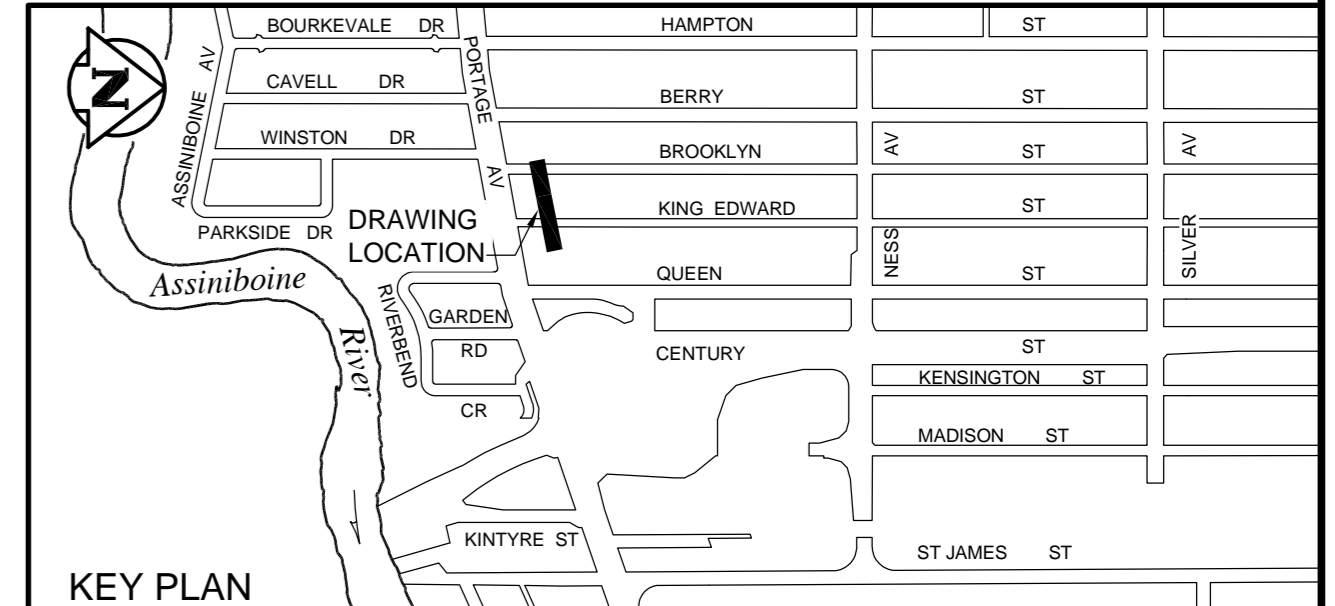 BOURKEVALE DR
HAMPTON ST
N
ASSINIBOINE AV
PORTAGE AV
CAVELL DR
BERRY ST
WINSTON DR
BROOKLYN ST
NESS AV
SILVER AV
KING EDWARD ST
PARKSIDE DR
DRAWING
LOCATION
QUEEN ST
Assiniboine River
RIVERBEND CR
GARDEN
RD
CENTURY ST
KENSINGTON ST
MADISON ST
KINTYRE ST
ST JAMES ST
KEY PLAN